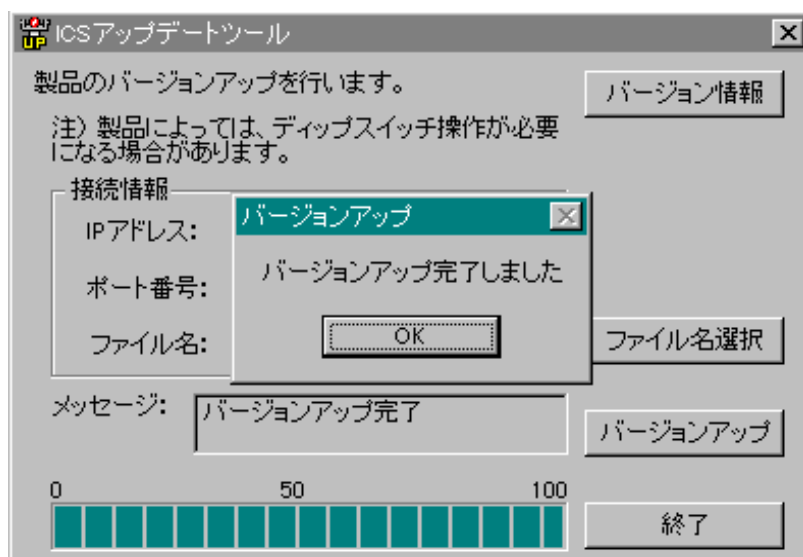 ICSアップデートツール
製品のバージョンアップを行います。
バージョン情報
注) 製品によっては、ディップスイッチ操作が必要
になる場合があります。
接続情報
IPアドレス:
ポート番号:
ファイル名:
バージョンアップ
バージョンアップ完了しました
OK
ファイル名選択
メッセージ:
バージョンアップ完了
バージョンアップ
0 50 100
終了